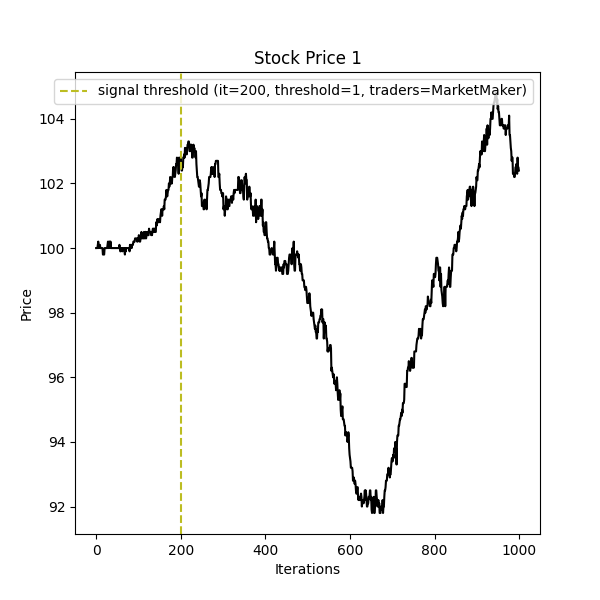 Stock Price 1
signal threshold (it=200, threshold=1, traders=MarketMaker)
104
102
100
98
96
94
92
Price
0 200 400 600 800 1000
Iterations